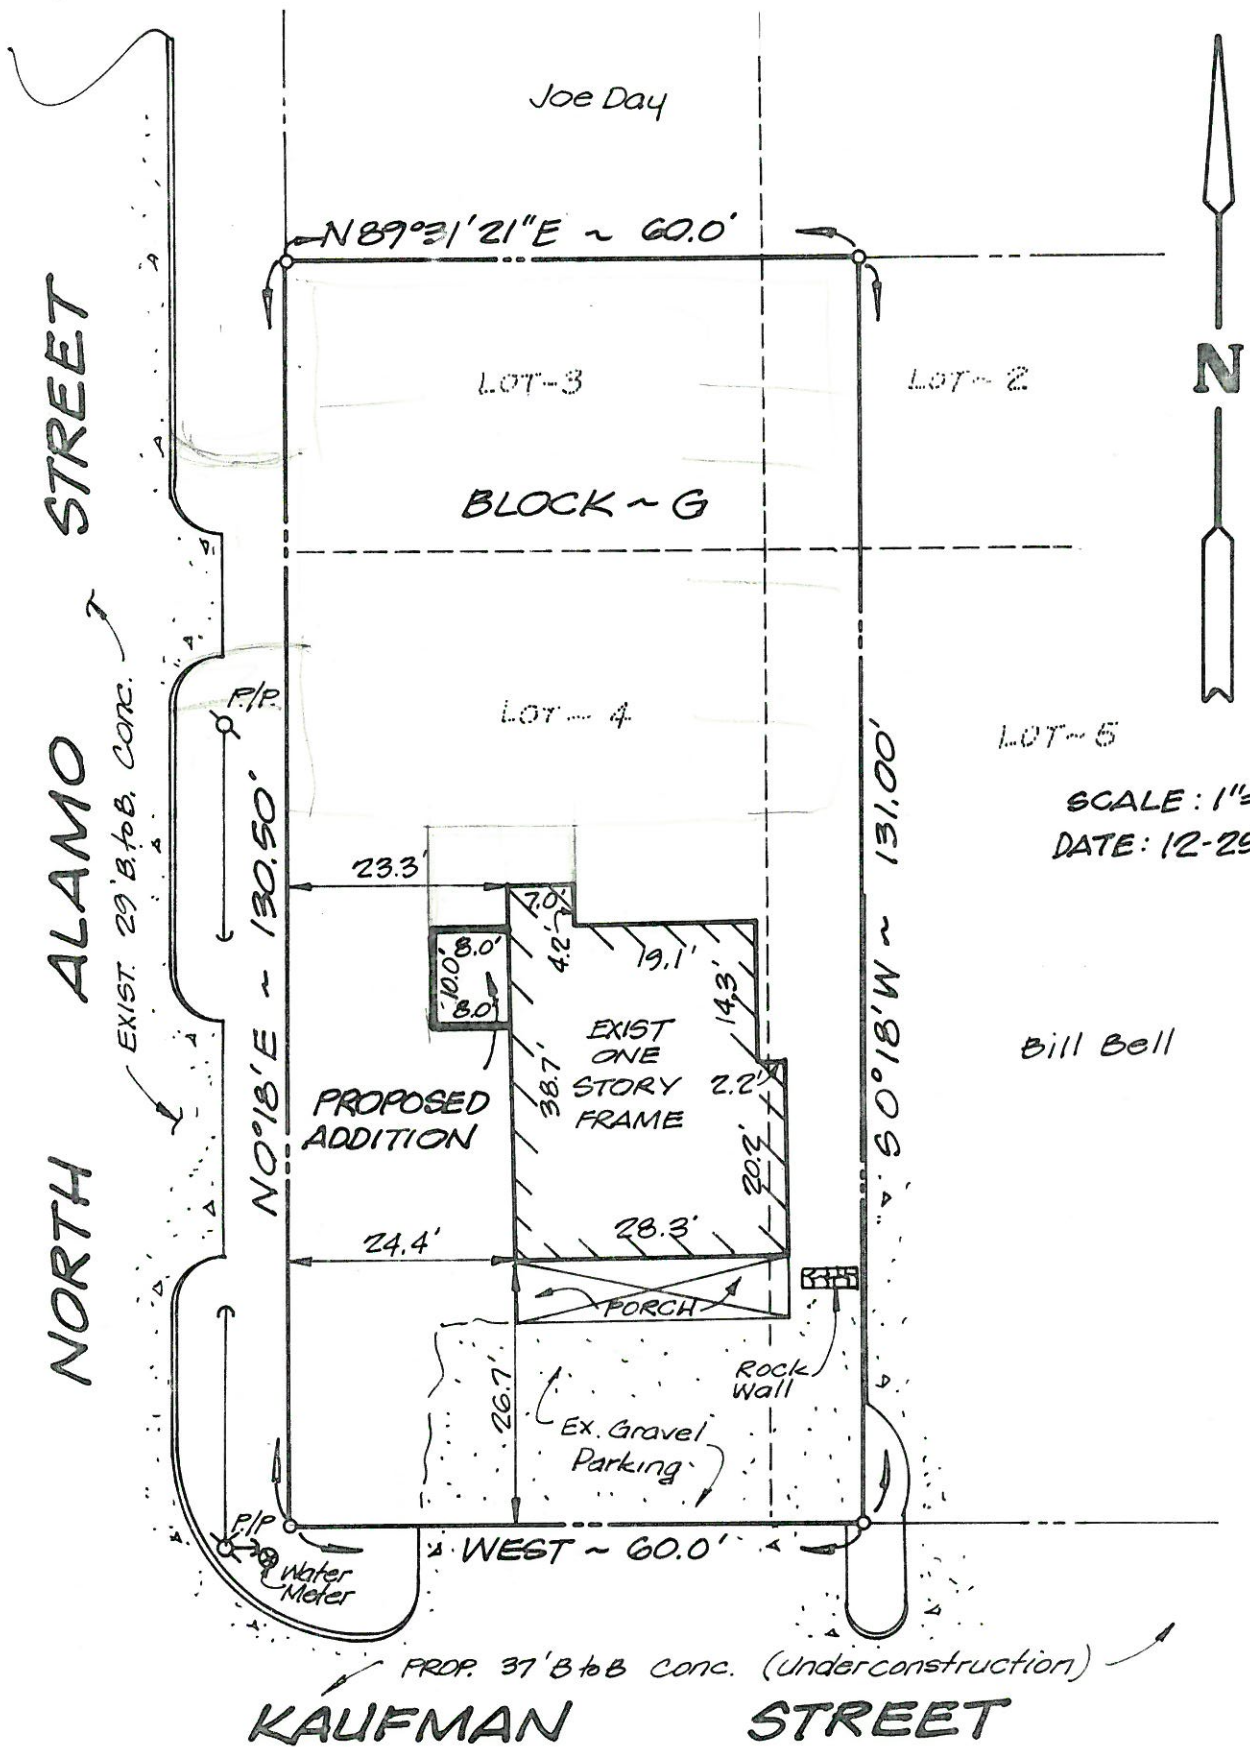 Joe Day
N89°31'21"E ~ 60.0'
STREET
LOT-3
LOT~2
N
BLOCK ~ G
P/P.
LOT~4
LOT~5
ALAMO
EXIST. 29' B.toB. Conc.
N0°18'E ~ 130.50'
S0°18'W ~ 131.00'
SCALE: 1"=
DATE: 12-29
23.3'
7.0'
4.2'
19.1'
8.0'
10.0'
8.0'
14.3'
EXIST
ONE
STORY
FRAME
38.7'
2.2'
Bill Bell
PROPOSED
ADDITION
20.2'
NORTH
24.4'
28.3'
PORCH
Rock
Wall
26.7'
Ex. Gravel
Parking
P/P
Water
Meter
WEST ~ 60.0'
PROP. 37' B to B Conc. (Under construction)
KAUFMAN STREET